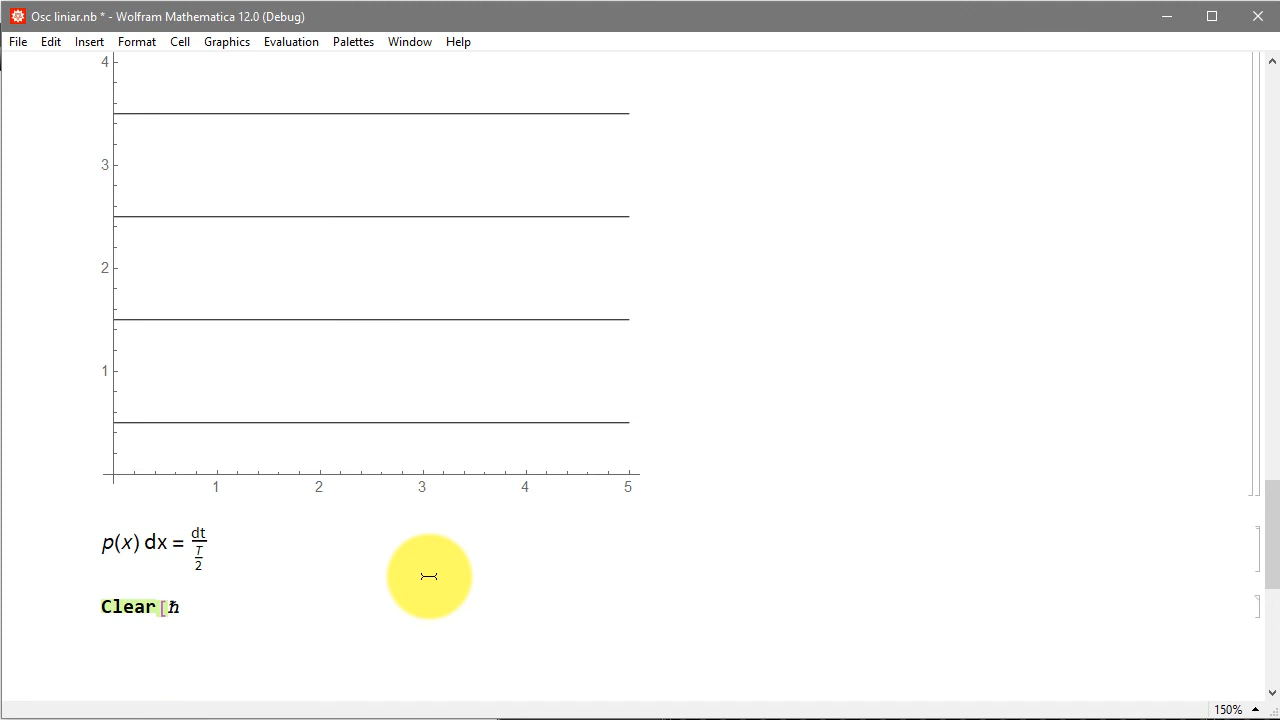 Osc liniar.nb * - Wolfram Mathematica 12.0 (Debug)
File Edit Insert Format Cell Graphics Evaluation Palettes Window Help
4
3
2
1
1 2 3 4 5
p(x) dx = dt / (T/2)
Clear[ℏ
150%